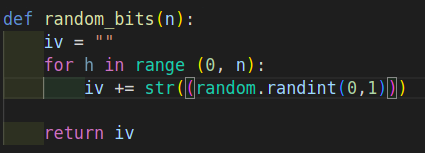 def random_bits(n):
    iv = ""
    for h in range (0, n):
        iv += str((random.randint(0,1)))

    return iv